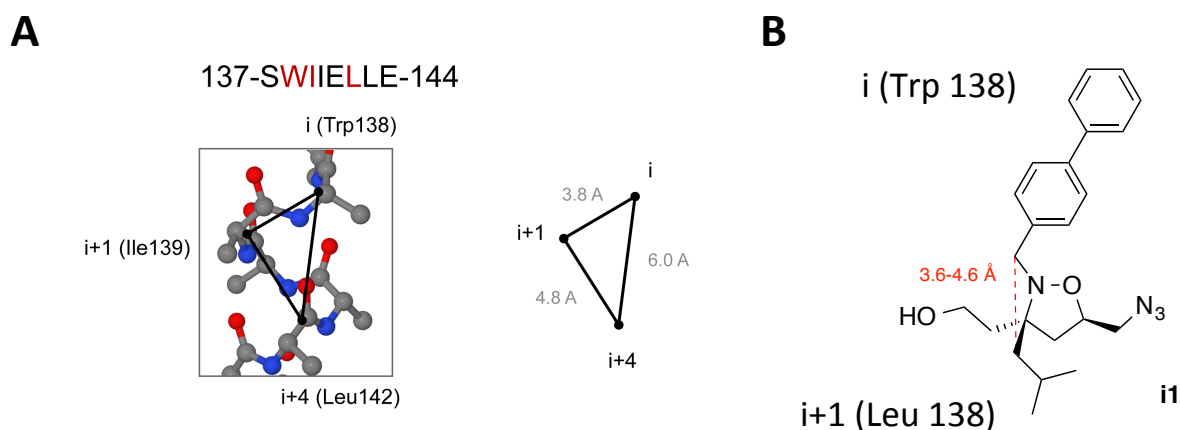 A
137-SWIIELLE-144
i (Trp138)
i+1 (Ile139)
i+4 (Leu142)
i
3.8 A
i+1
6.0 A
4.8 A
i+4
B
i (Trp 138)
3.6-4.6 Å
N
O
N3
HO
i+1 (Leu 138)
i1